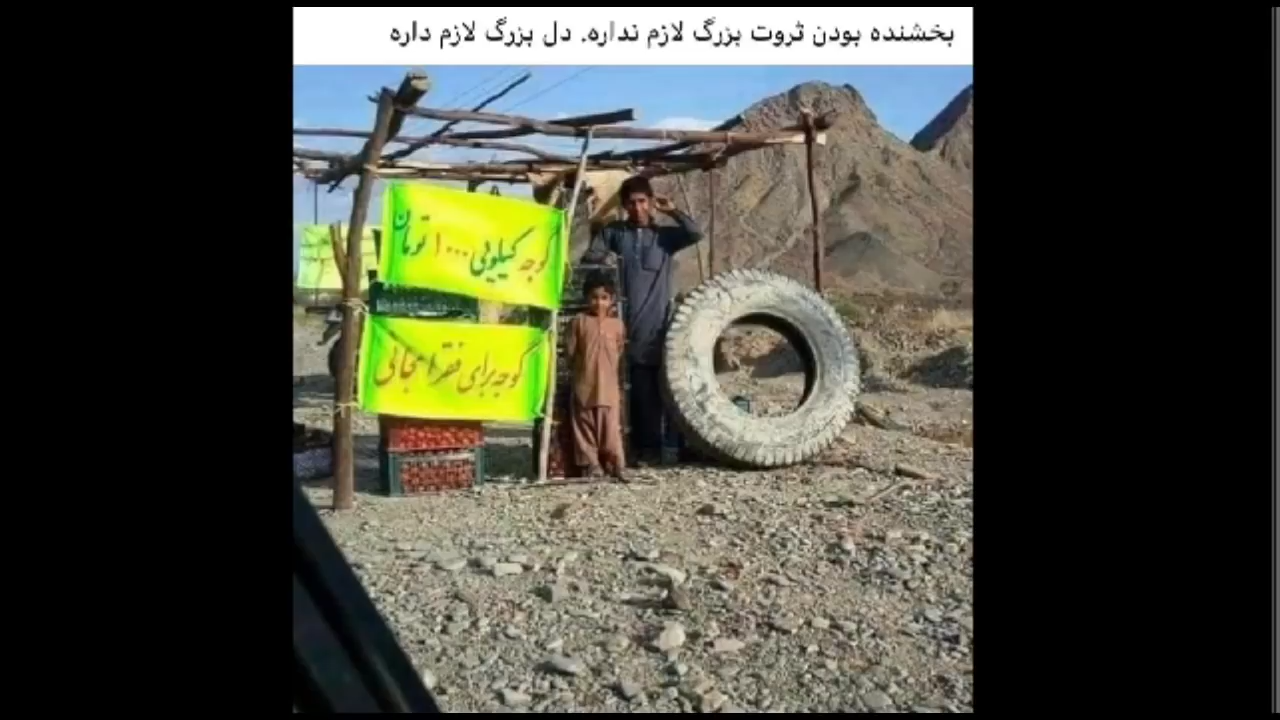 بخشنده بودن ثروت بزرگ لازم نداره. دل بزرگ لازم داره
گوجه کیلویی ۱۰۰۰ تومان
گوجه برای فقرا مجانی